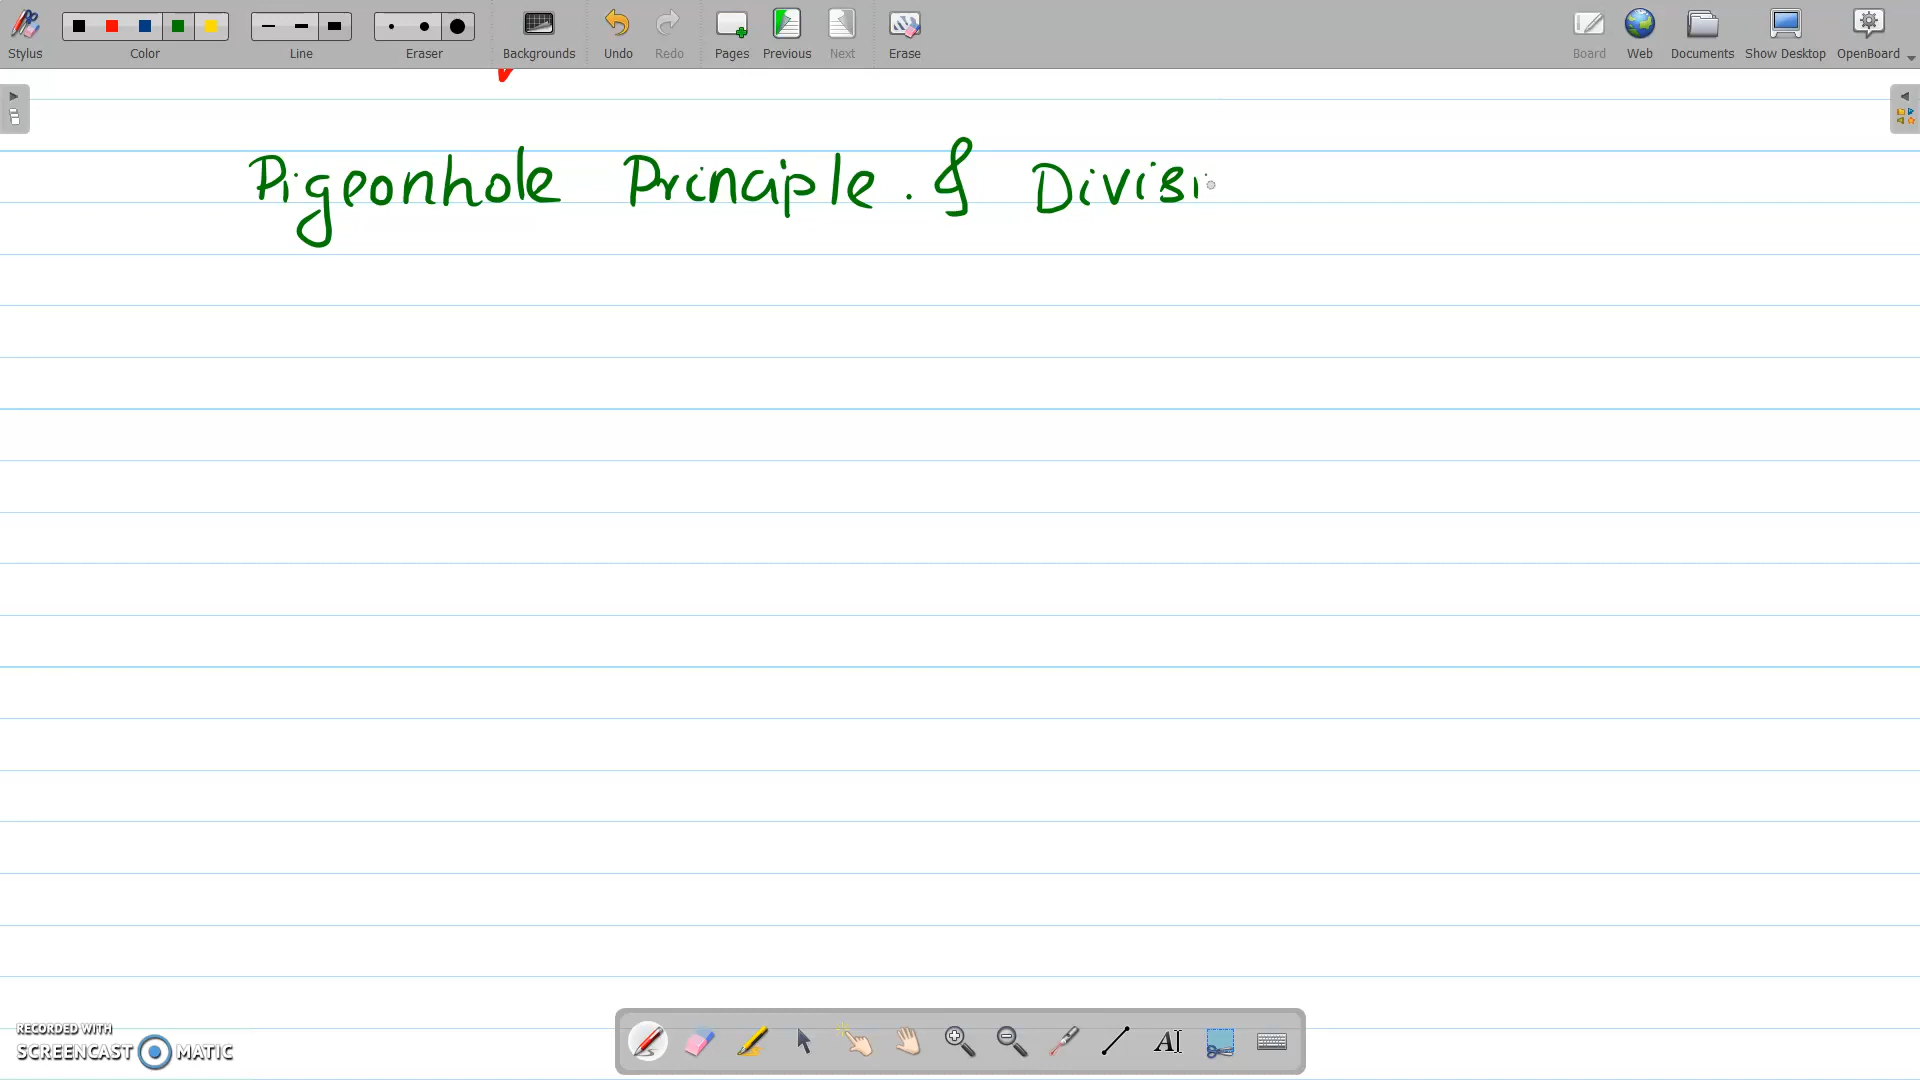 Stylus Color Line Eraser Backgrounds Undo Redo Pages Previous Next Erase Board Web Documents Show Desktop OpenBoard
Pigeonhole Principle. & Divisi
RECORDED WITH
SCREENCAST MATIC